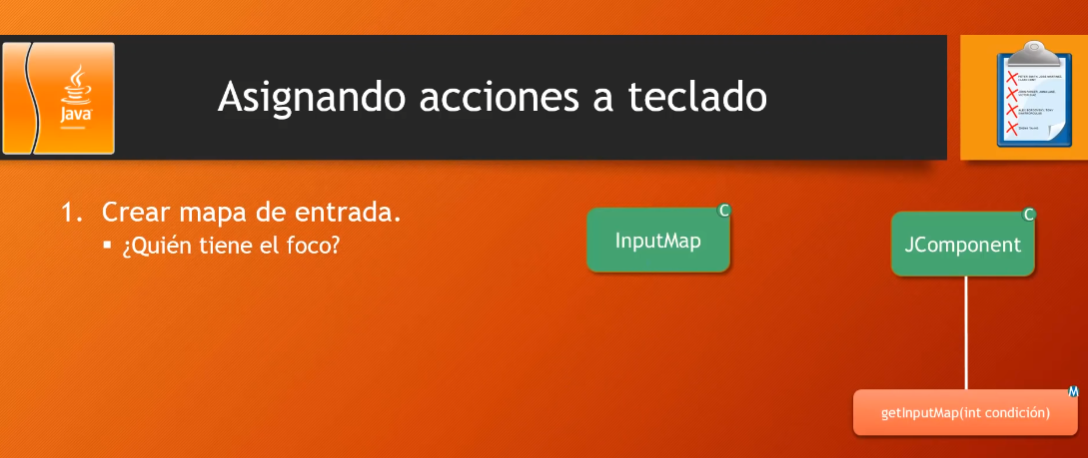 Java
Asignando acciones a teclado
1. Crear mapa de entrada.
▪ ¿Quién tiene el foco?
C
InputMap
C
JComponent
M
getInputMap(int condición)